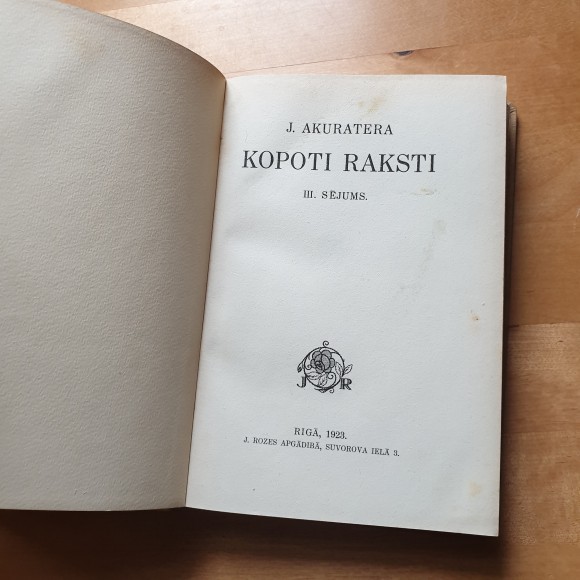 J. AKURATERA
KOPOTI RAKSTI
III. SĒJUMS.
J R
RIGĀ, 1923.
J. ROZES APGĀDIBĀ, SUVOROVA IELĀ 3.